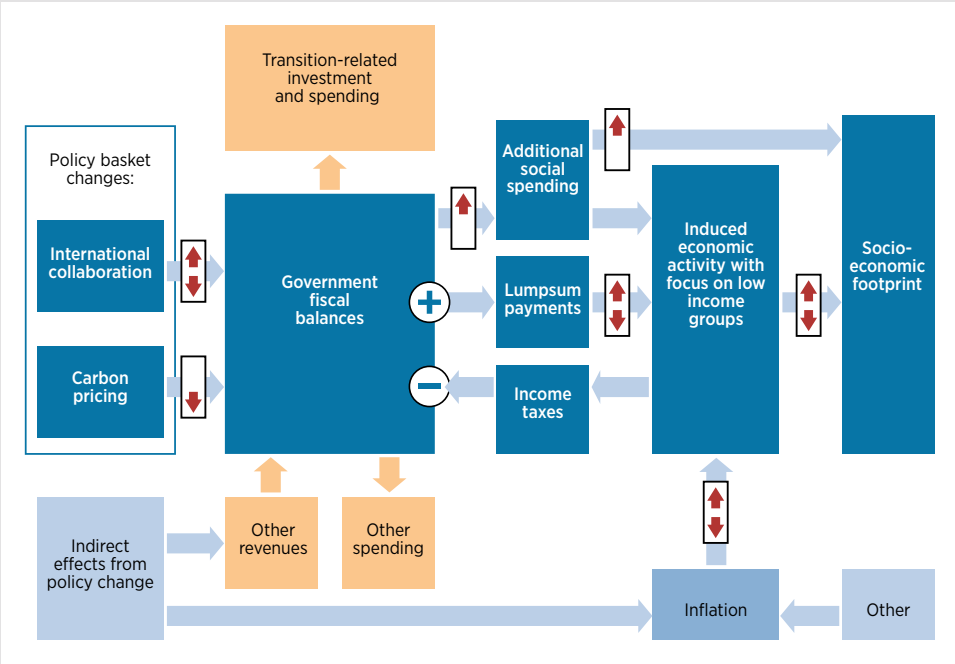 Transition-related
investment
and spending
Policy basket
changes:
International
collaboration
Carbon
pricing
Government
fiscal
balances
+
−
Additional
social
spending
Lumpsum
payments
Income
taxes
Induced
economic
activity with
focus on low
income
groups
Socio-
economic
footprint
Indirect
effects from
policy change
Other
revenues
Other
spending
Inflation
Other